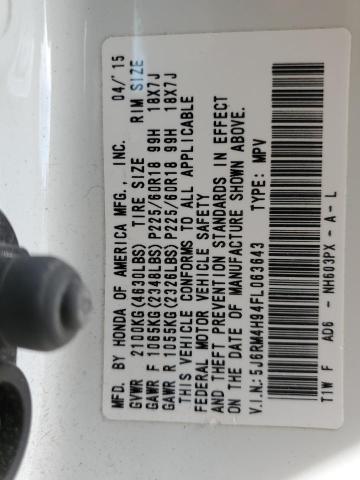 MFD. BY HONDA OF AMERICA MFG., INC. 04/'15
GVWR 2100KG(4630LBS) TIRE SIZE RIM SIZE
GAWR F 1065KG(2348LBS) P225/60R18 99H 18X7J
GAWR R 1055KG(2326LBS) P225/60R18 99H 18X7J
THIS VEHICLE CONFORMS TO ALL APPLICABLE
FEDERAL MOTOR VEHICLE SAFETY
AND THEFT PREVENTION STANDARDS IN EFFECT
ON THE DATE OF MANUFACTURE SHOWN ABOVE.
V.I.N.:5J6RM4H94FL063643 TYPE: MPV
T1W F AD6 - NH603PX - A - L